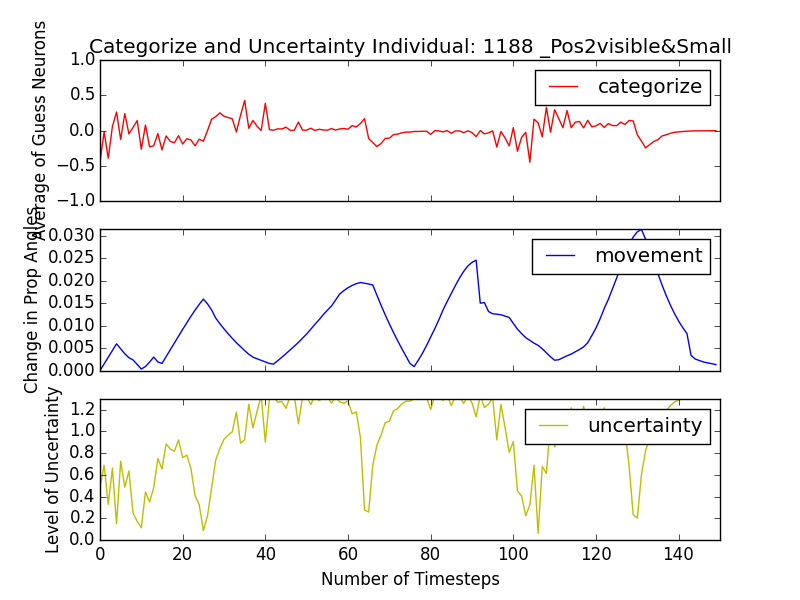 Categorize and Uncertainty Individual: 1188 _Pos2visible&Small
Average of Guess Neurons
1.0
0.5
0.0
−0.5
−1.0
categorize
Change in Prop Angles
0.030
0.025
0.020
0.015
0.010
0.005
0.000
movement
Level of Uncertainty
1.2
1.0
0.8
0.6
0.4
0.2
0.0
uncertainty
0 20 40 60 80 100 120 140
Number of Timesteps